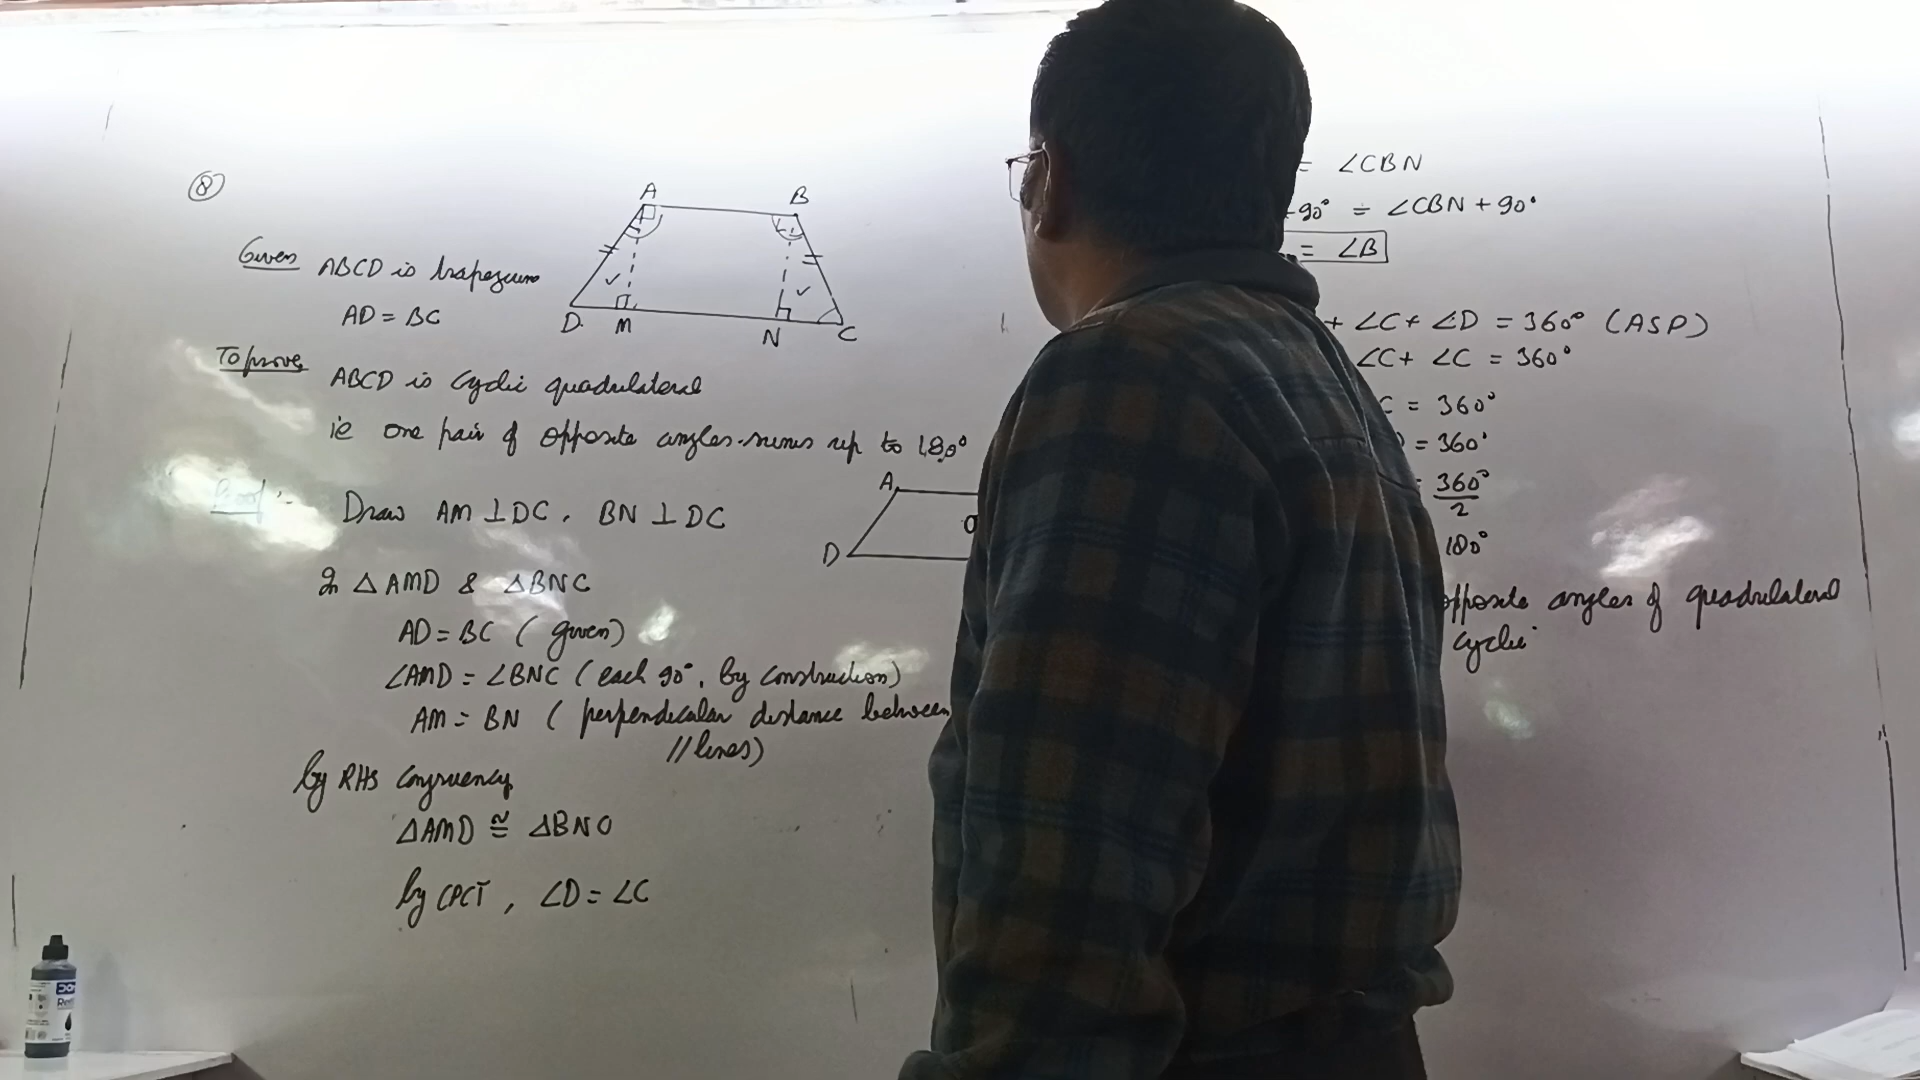 8
A B
Given ABCD is trapezium
AD = BC
D. M N C
To prove
ABCD is cyclic quadrilateral
ie one pair of opposite angles sums up to 180°
A
D
Proof :-
Draw AM ⊥ DC , BN ⊥ DC
In △AMD & △BNC
AD = BC (given)
∠AMD = ∠BNC (each 90°, by construction)
AM = BN (perpendicular distance between
// lines)
by RHS congruency
△AMD ≅ △BNC
by CPCT, ∠D = ∠C
= ∠CBN
+90° = ∠CBN + 90°
= ∠B
+ ∠C + ∠D = 360° (ASP)
∠C + ∠C = 360°
C = 360°
= 360°
= 360°/2
180°
opposite angles of quadrilateral
cyclic